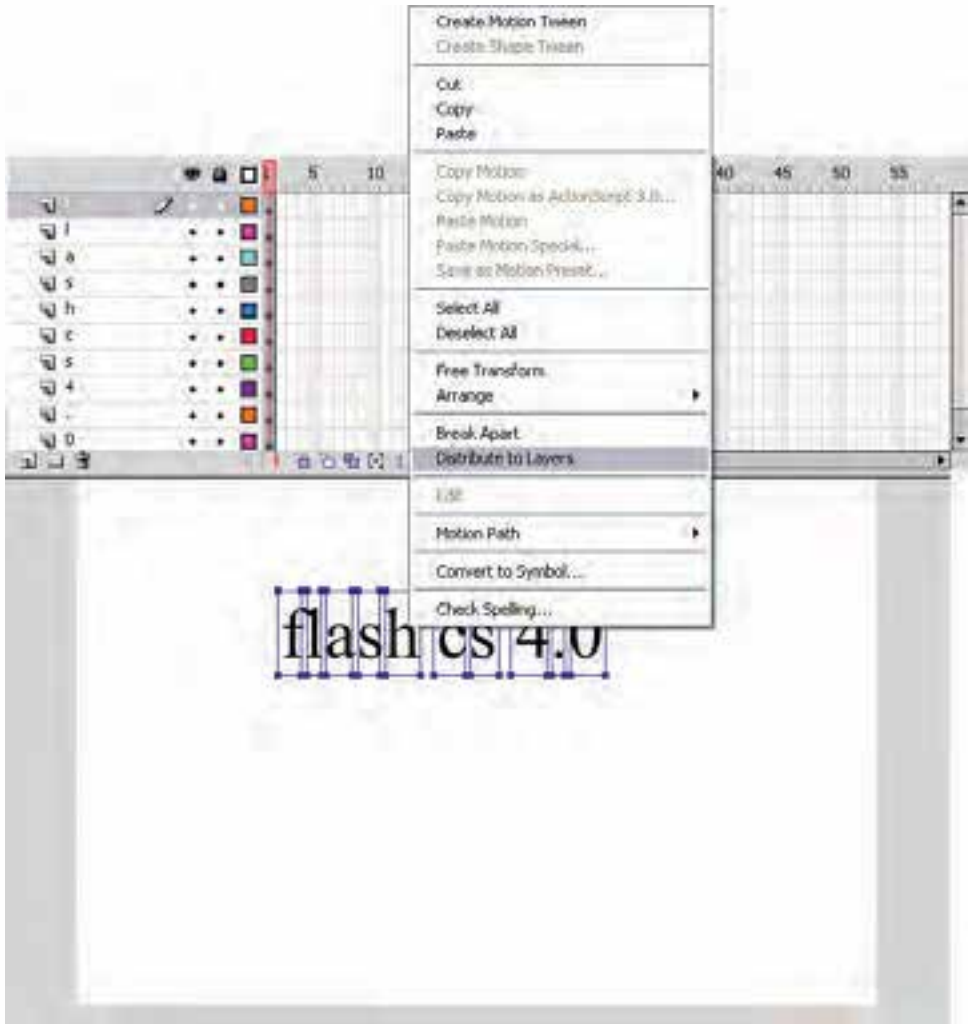 Create Motion Tween
Create Shape Tween
Cut
Copy
Paste
Copy Motion
Copy Motion as ActionScript 3.0...
Paste Motion
Paste Motion Special...
Save as Motion Preset...
Select All
Deselect All
Free Transform
Arrange
Break Apart
Distribute to Layers
Edit
Motion Path
Convert to Symbol...
Check Spelling...
5 10 40 45 50 55
l
a
s
h
c
s
4
.
0
flash cs 4.0